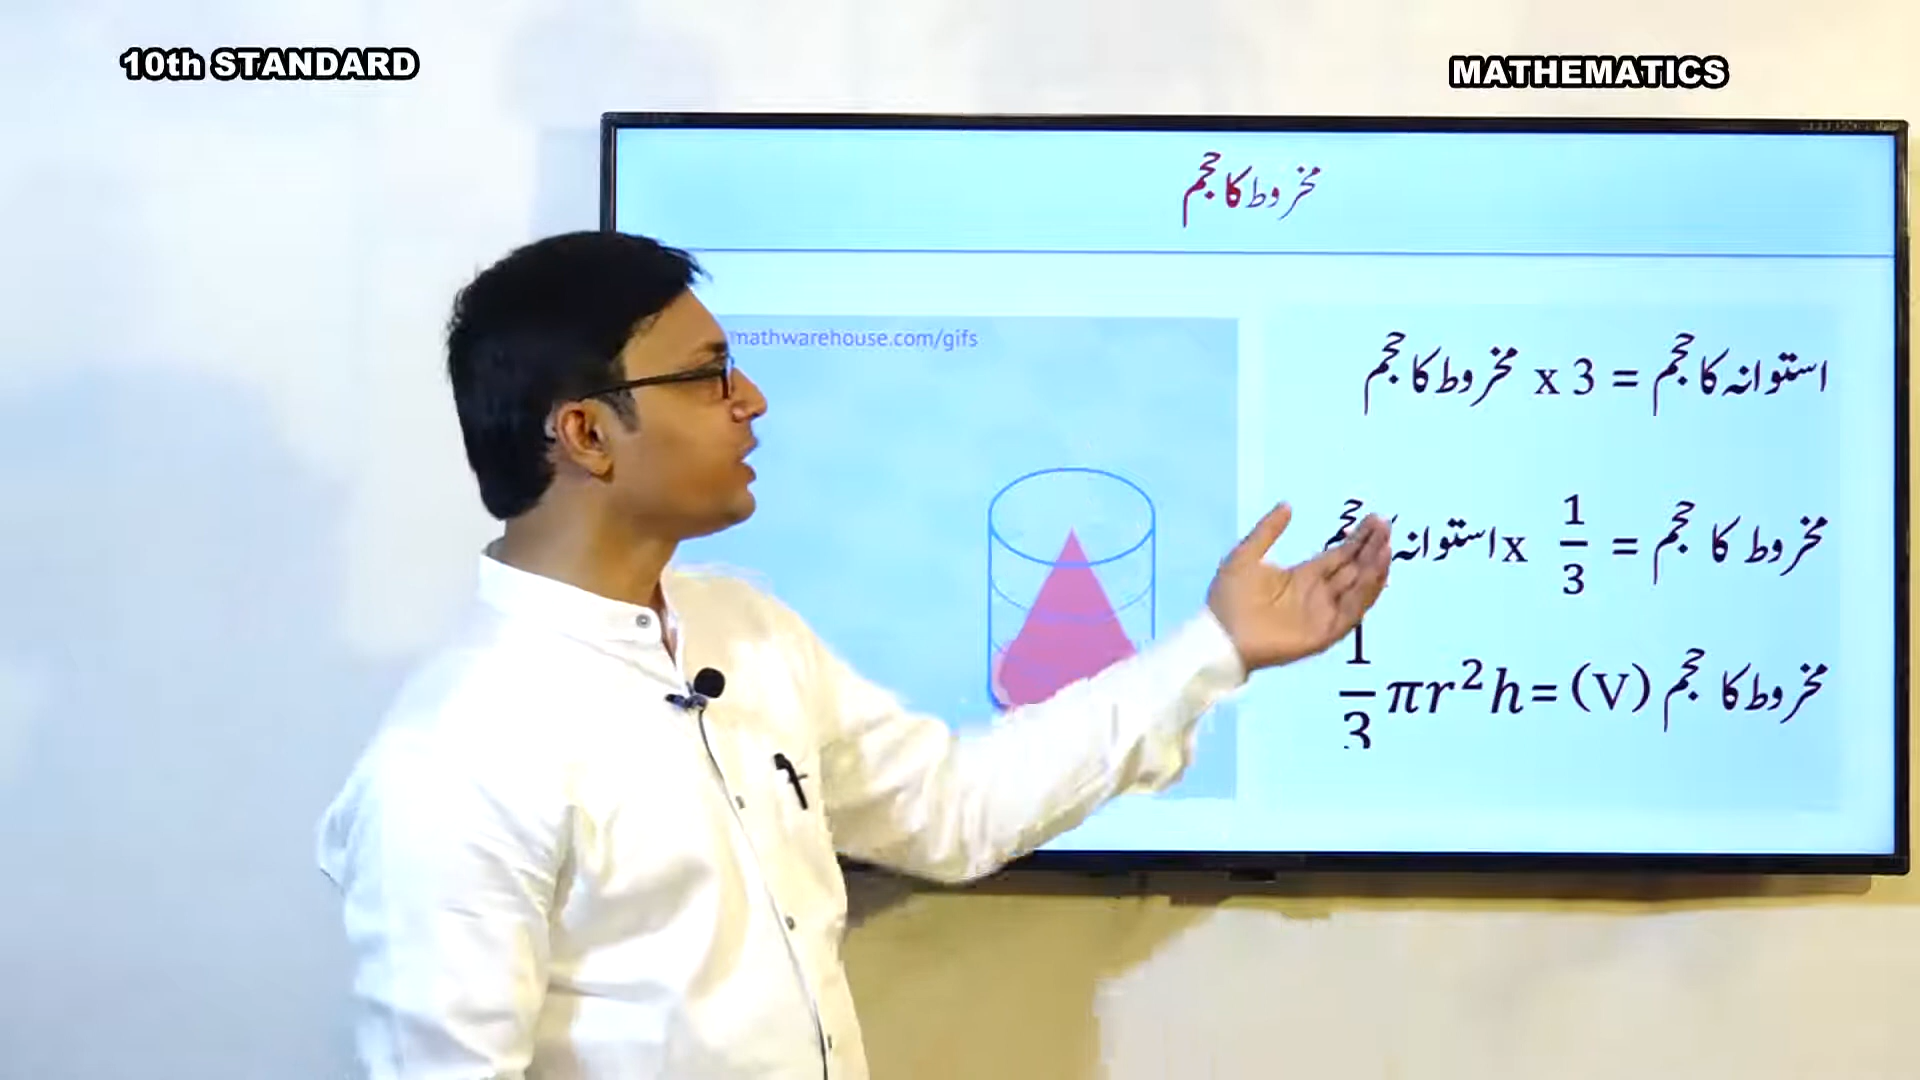 10th STANDARD
MATHEMATICS
مخروط کا حجم
mathwarehouse.com/gifs
استوانہ کا حجم = 3 x مخروط کا حجم
مخروط کا حجم = 1/3 x استوانہ حجم
مخروط کا حجم (V) = 1/3 πr²h